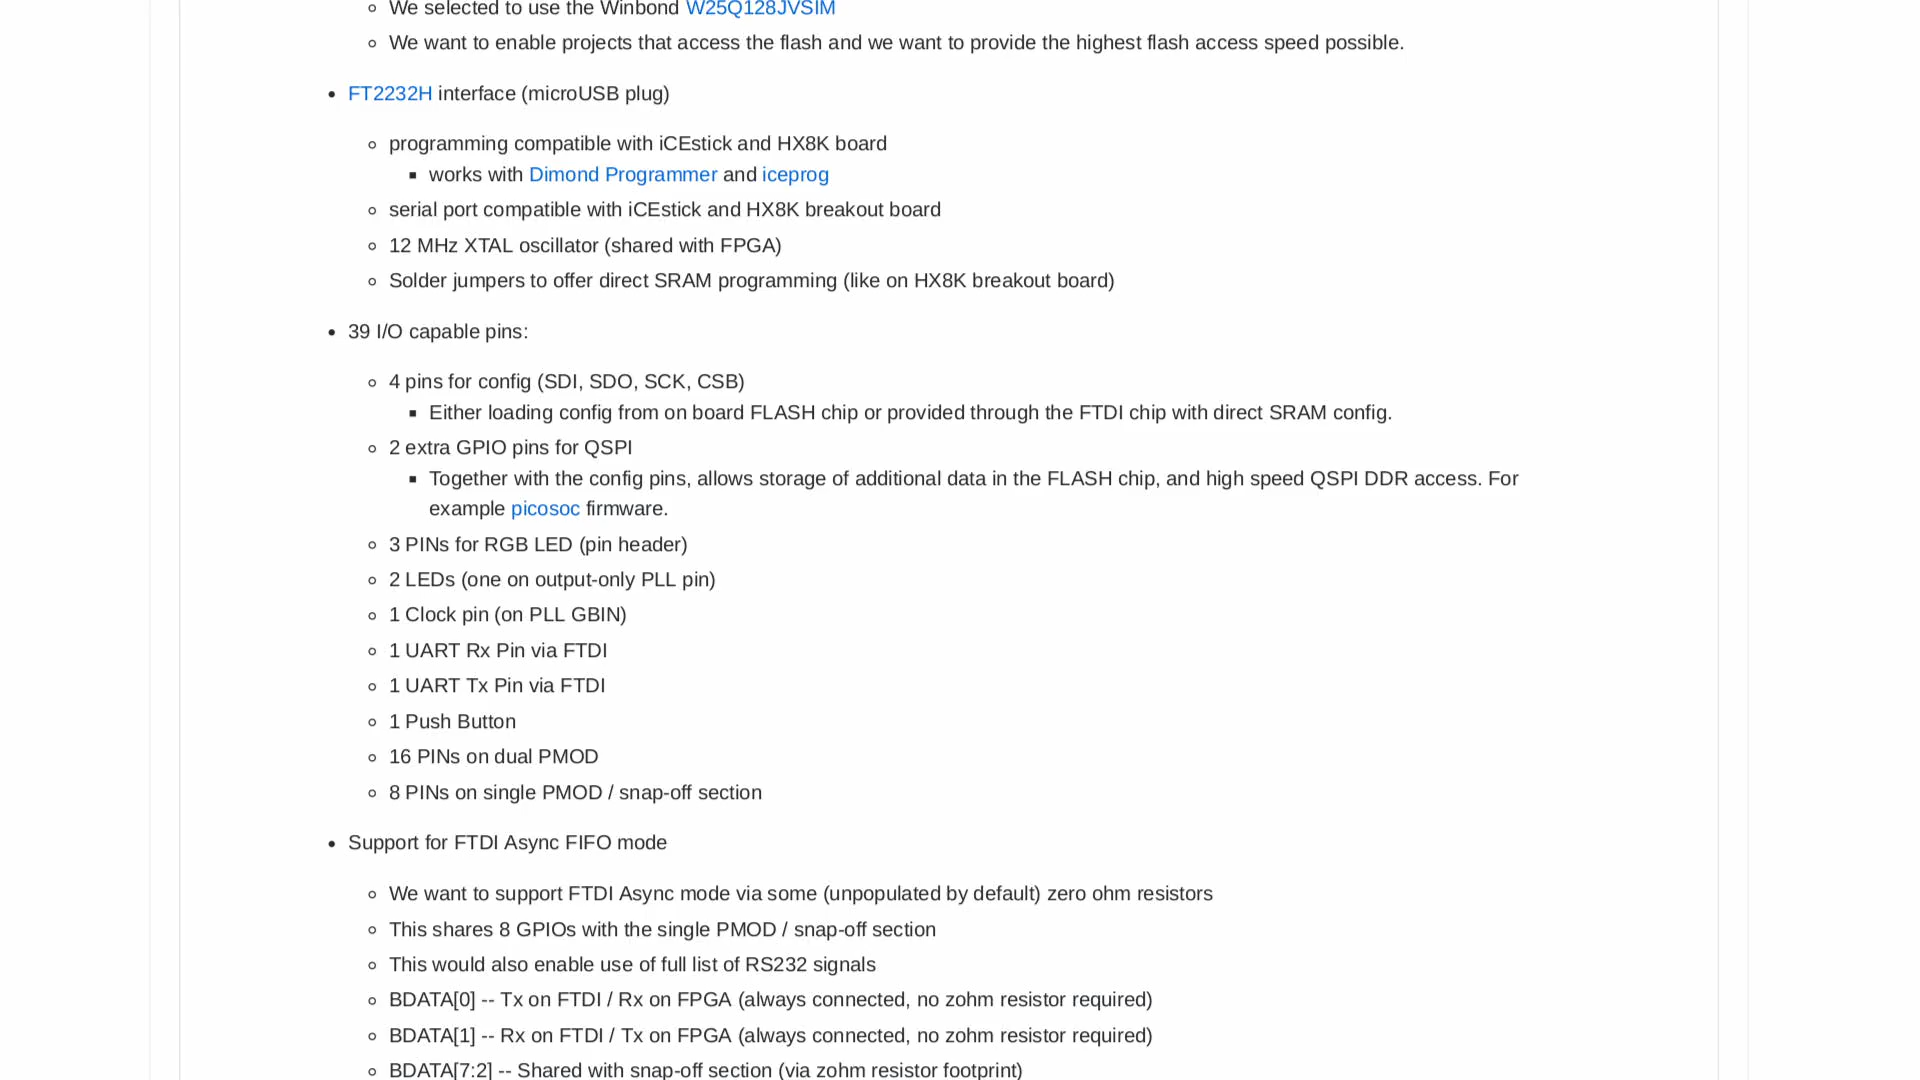 We selected to use the Winbond W25Q128JVSIM
We want to enable projects that access the flash and we want to provide the highest flash access speed possible.
FT2232H interface (microUSB plug)
programming compatible with iCEstick and HX8K board
works with Dimond Programmer and iceprog
serial port compatible with iCEstick and HX8K breakout board
12 MHz XTAL oscillator (shared with FPGA)
Solder jumpers to offer direct SRAM programming (like on HX8K breakout board)
39 I/O capable pins:
4 pins for config (SDI, SDO, SCK, CSB)
Either loading config from on board FLASH chip or provided through the FTDI chip with direct SRAM config.
2 extra GPIO pins for QSPI
Together with the config pins, allows storage of additional data in the FLASH chip, and high speed QSPI DDR access. For
example picosoc firmware.
3 PINs for RGB LED (pin header)
2 LEDs (one on output-only PLL pin)
1 Clock pin (on PLL GBIN)
1 UART Rx Pin via FTDI
1 UART Tx Pin via FTDI
1 Push Button
16 PINs on dual PMOD
8 PINs on single PMOD / snap-off section
Support for FTDI Async FIFO mode
We want to support FTDI Async mode via some (unpopulated by default) zero ohm resistors
This shares 8 GPIOs with the single PMOD / snap-off section
This would also enable use of full list of RS232 signals
BDATA[0] -- Tx on FTDI / Rx on FPGA (always connected, no zohm resistor required)
BDATA[1] -- Rx on FTDI / Tx on FPGA (always connected, no zohm resistor required)
BDATA[7:2] -- Shared with snap-off section (via zohm resistor footprint)